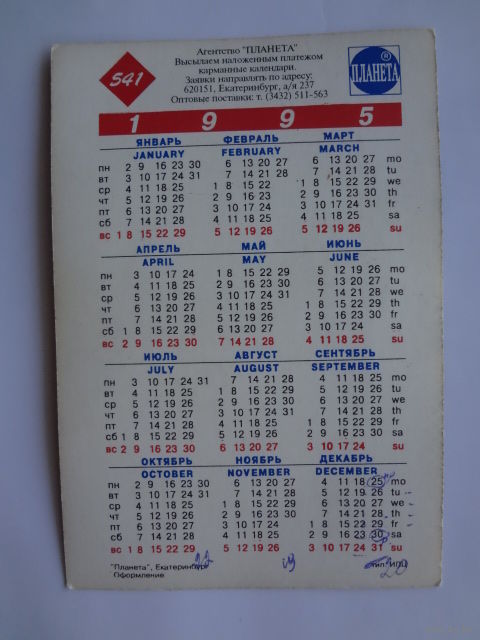 541
Агентство "ПЛАНЕТА"
Высылаем наложенным платежом
карманные календари.
Заявки направлять по адресу:
620151, Екатеринбург, а/я 237
Оптовые поставки: т. (3432) 511-563
ПЛАНЕТА ®
1 9 9 5
ЯНВАРЬ ФЕВРАЛЬ МАРТ
JANUARY FEBRUARY MARCH
пн 2 9 16 23 30 6 13 20 27 6 13 20 27 mo
вт 3 10 17 24 31 7 14 21 28 7 14 21 28 tu
ср 4 11 18 25 1 8 15 22 1 8 15 22 29 we
чт 5 12 19 26 2 9 16 23 2 9 16 23 30 th
пт 6 13 20 27 3 10 17 24 3 10 17 24 31 fr
сб 7 14 21 28 4 11 18 25 4 11 18 25 sa
вс 1 8 15 22 29 5 12 19 26 5 12 19 26 su
АПРЕЛЬ МАЙ ИЮНЬ
APRIL MAY JUNE
пн 3 10 17 24 1 8 15 22 29 5 12 19 26 mo
вт 4 11 18 25 2 9 16 23 30 6 13 20 27 tu
ср 5 12 19 26 3 10 17 24 31 7 14 21 28 we
чт 6 13 20 27 4 11 18 25 1 8 15 22 29 th
пт 7 14 21 28 5 12 19 26 2 9 16 23 30 fr
сб 1 8 15 22 29 6 13 20 27 3 10 17 24 sa
вс 2 9 16 23 30 7 14 21 28 4 11 18 25 su
ИЮЛЬ АВГУСТ СЕНТЯБРЬ
JULY AUGUST SEPTEMBER
пн 3 10 17 24 31 7 14 21 28 4 11 18 25 mo
вт 4 11 18 25 1 8 15 22 29 5 12 19 26 tu
ср 5 12 19 26 2 9 16 23 30 6 13 20 27 we
чт 6 13 20 27 3 10 17 24 31 7 14 21 28 th
пт 7 14 21 28 4 11 18 25 1 8 15 22 29 fr
сб 1 8 15 22 29 5 12 19 26 2 9 16 23 30 sa
вс 2 9 16 23 30 6 13 20 27 3 10 17 24 su
ОКТЯБРЬ НОЯБРЬ ДЕКАБРЬ
OCTOBER NOVEMBER DECEMBER
пн 2 9 16 23 30 6 13 20 27 4 11 18 25 mo
вт 3 10 17 24 31 7 14 21 28 5 12 19 26 tu
ср 4 11 18 25 1 8 15 22 29 6 13 20 27 we
чт 5 12 19 26 2 9 16 23 30 7 14 21 28 th
пт 6 13 20 27 3 10 17 24 1 8 15 22 29 fr
сб 7 14 21 28 4 11 18 25 2 9 16 23 30 sa
вс 1 8 15 22 29 5 12 19 26 3 10 17 24 31 su
"Планета", Екатеринбург тип. ИПЦ
Оформление 20